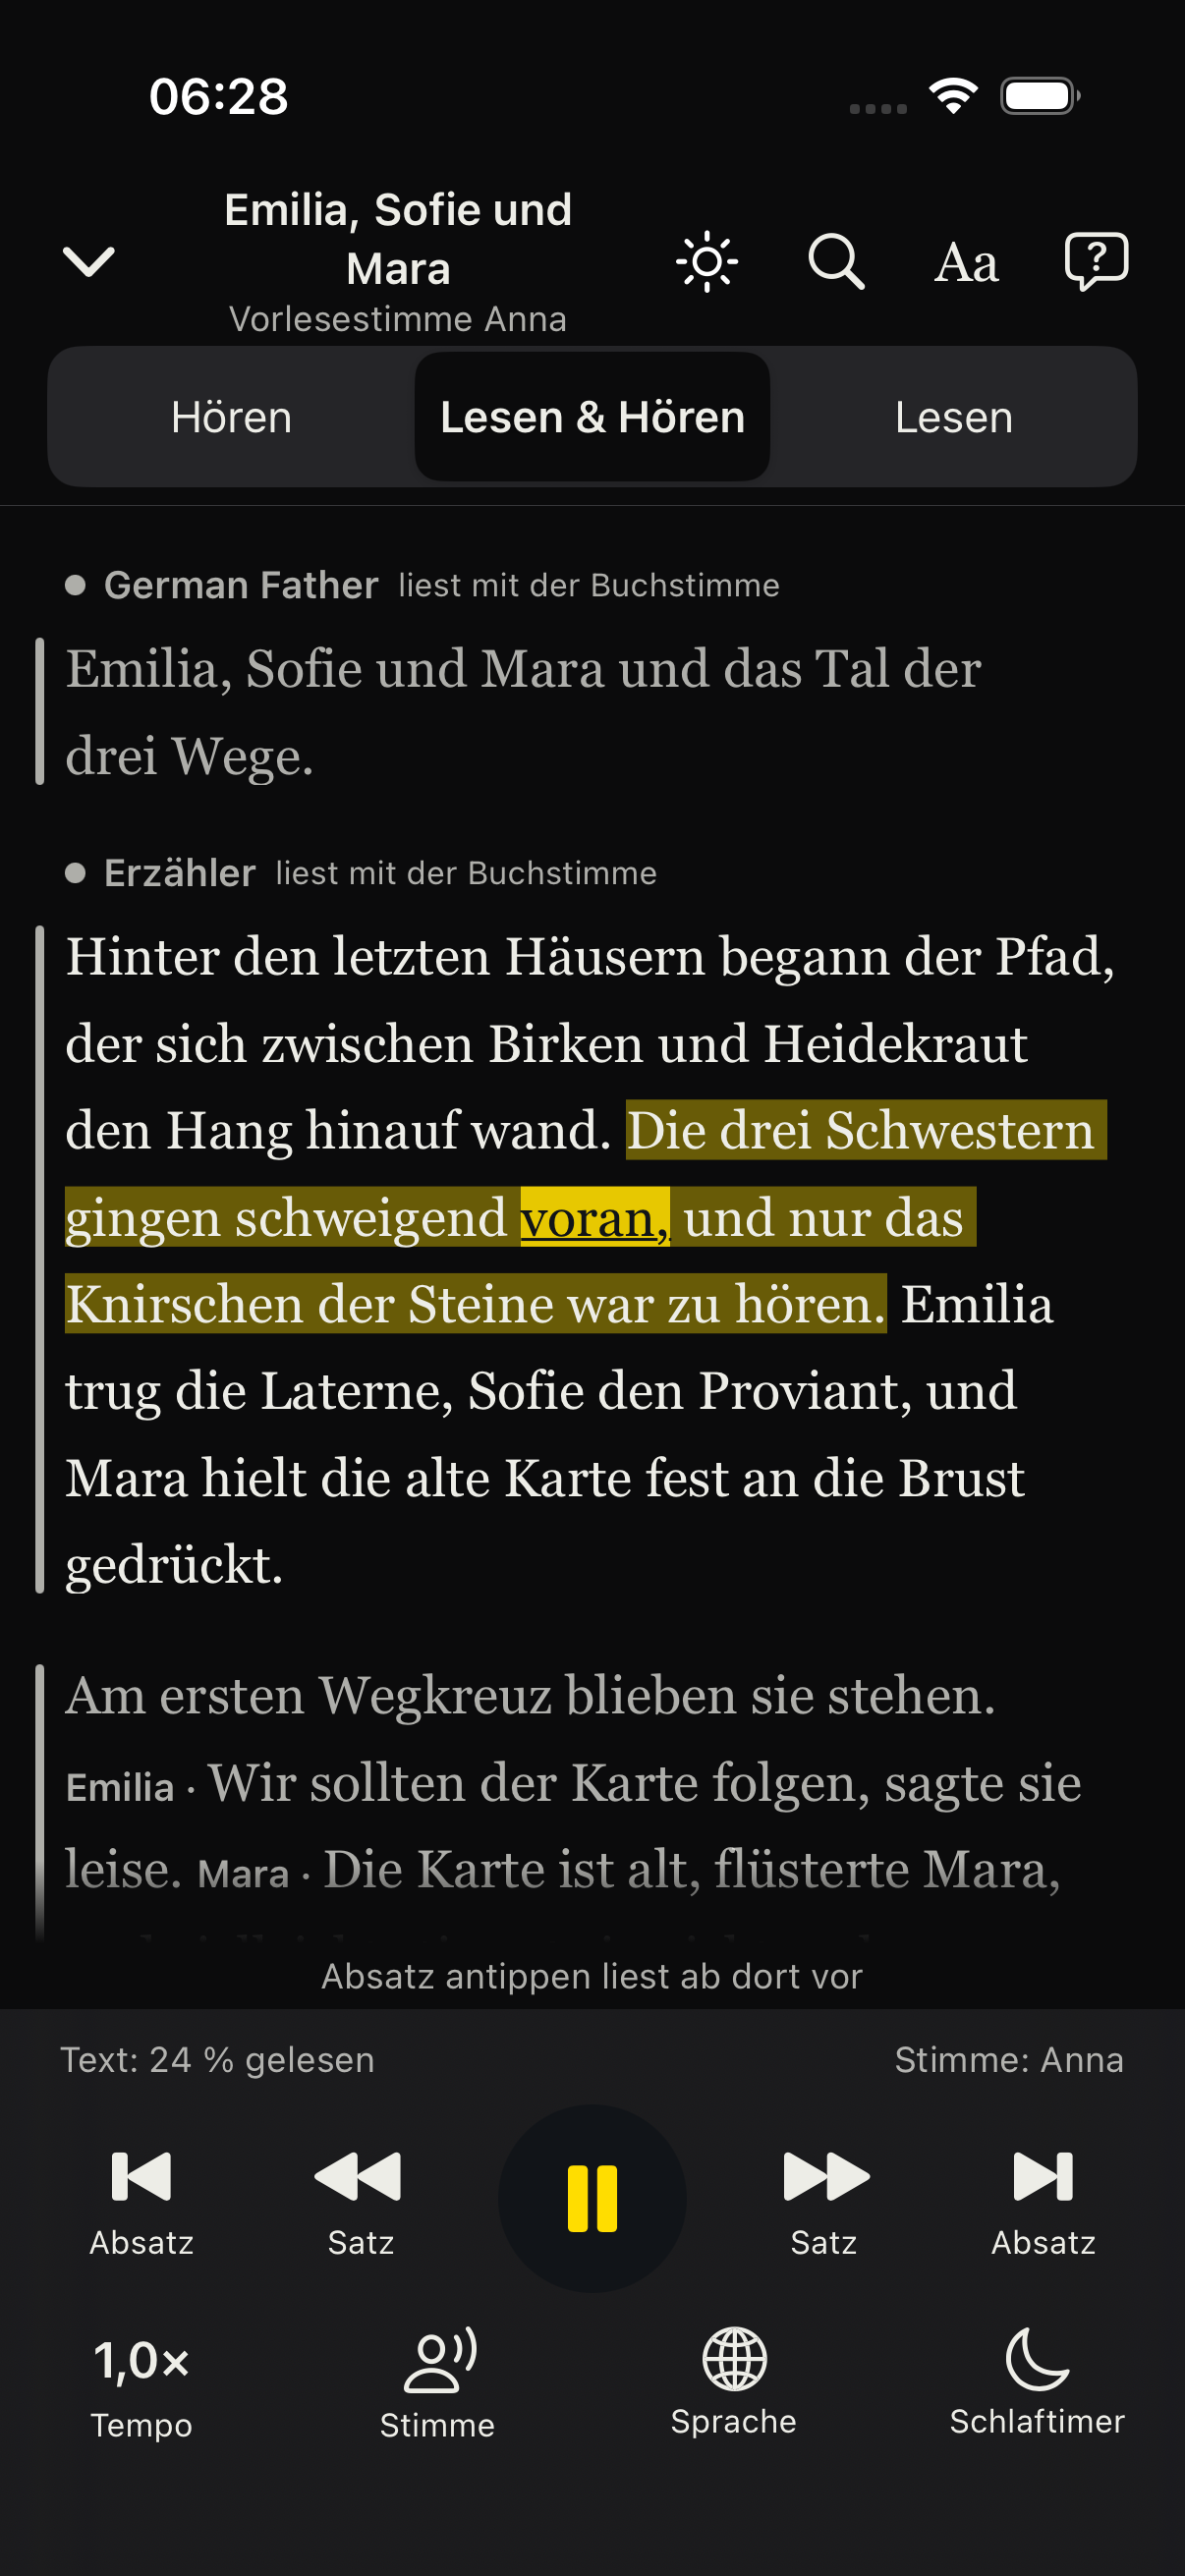 06:28
Emilia, Sofie und
Mara
Vorlesestimme Anna
Aa
?
Hören
Lesen & Hören
Lesen
German Father liest mit der Buchstimme
Emilia, Sofie und Mara und das Tal der
drei Wege.
Erzähler liest mit der Buchstimme
Hinter den letzten Häusern begann der Pfad,
der sich zwischen Birken und Heidekraut
den Hang hinauf wand. Die drei Schwestern
gingen schweigend voran, und nur das
Knirschen der Steine war zu hören. Emilia
trug die Laterne, Sofie den Proviant, und
Mara hielt die alte Karte fest an die Brust
gedrückt.
Am ersten Wegkreuz blieben sie stehen.
Emilia · Wir sollten der Karte folgen, sagte sie
leise. Mara · Die Karte ist alt, flüsterte Mara,
Absatz antippen liest ab dort vor
Text: 24 % gelesen
Stimme: Anna
Absatz
Satz
Satz
Absatz
1,0×
Tempo
Stimme
Sprache
Schlaftimer